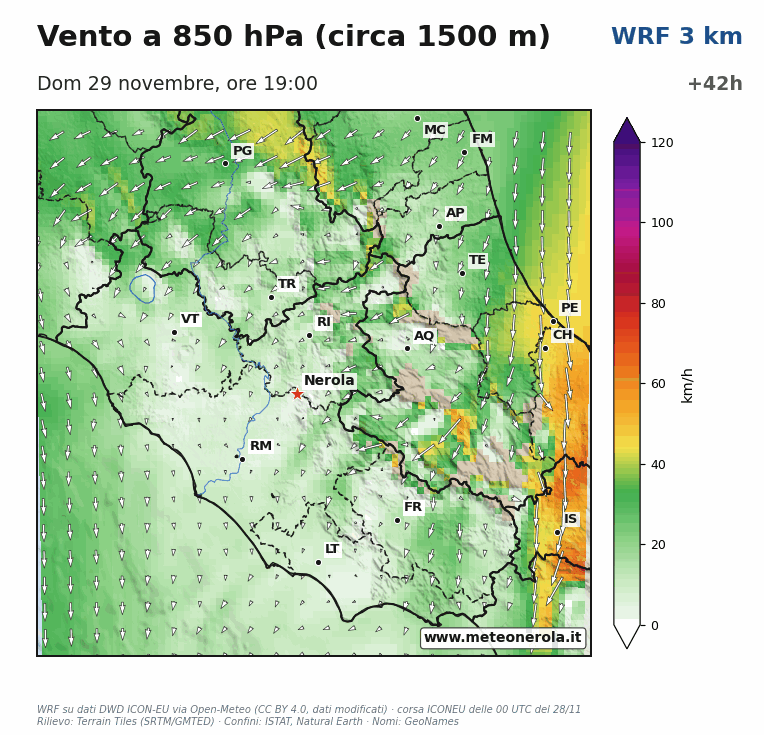 Vento a 850 hPa (circa 1500 m)
WRF 3 km
Dom 29 novembre, ore 19:00
+42h
MC
FM
PG
AP
TE
TR
PE
VT
RI
CH
AQ
Nerola
RM
FR
IS
LT
www.meteonerola.it
120
100
80
60
40
20
0
km/h
WRF su dati DWD ICON-EU via Open-Meteo (CC BY 4.0, dati modificati) · corsa ICONEU delle 00 UTC del 28/11
Rilievo: Terrain Tiles (SRTM/GMTED) · Confini: ISTAT, Natural Earth · Nomi: GeoNames